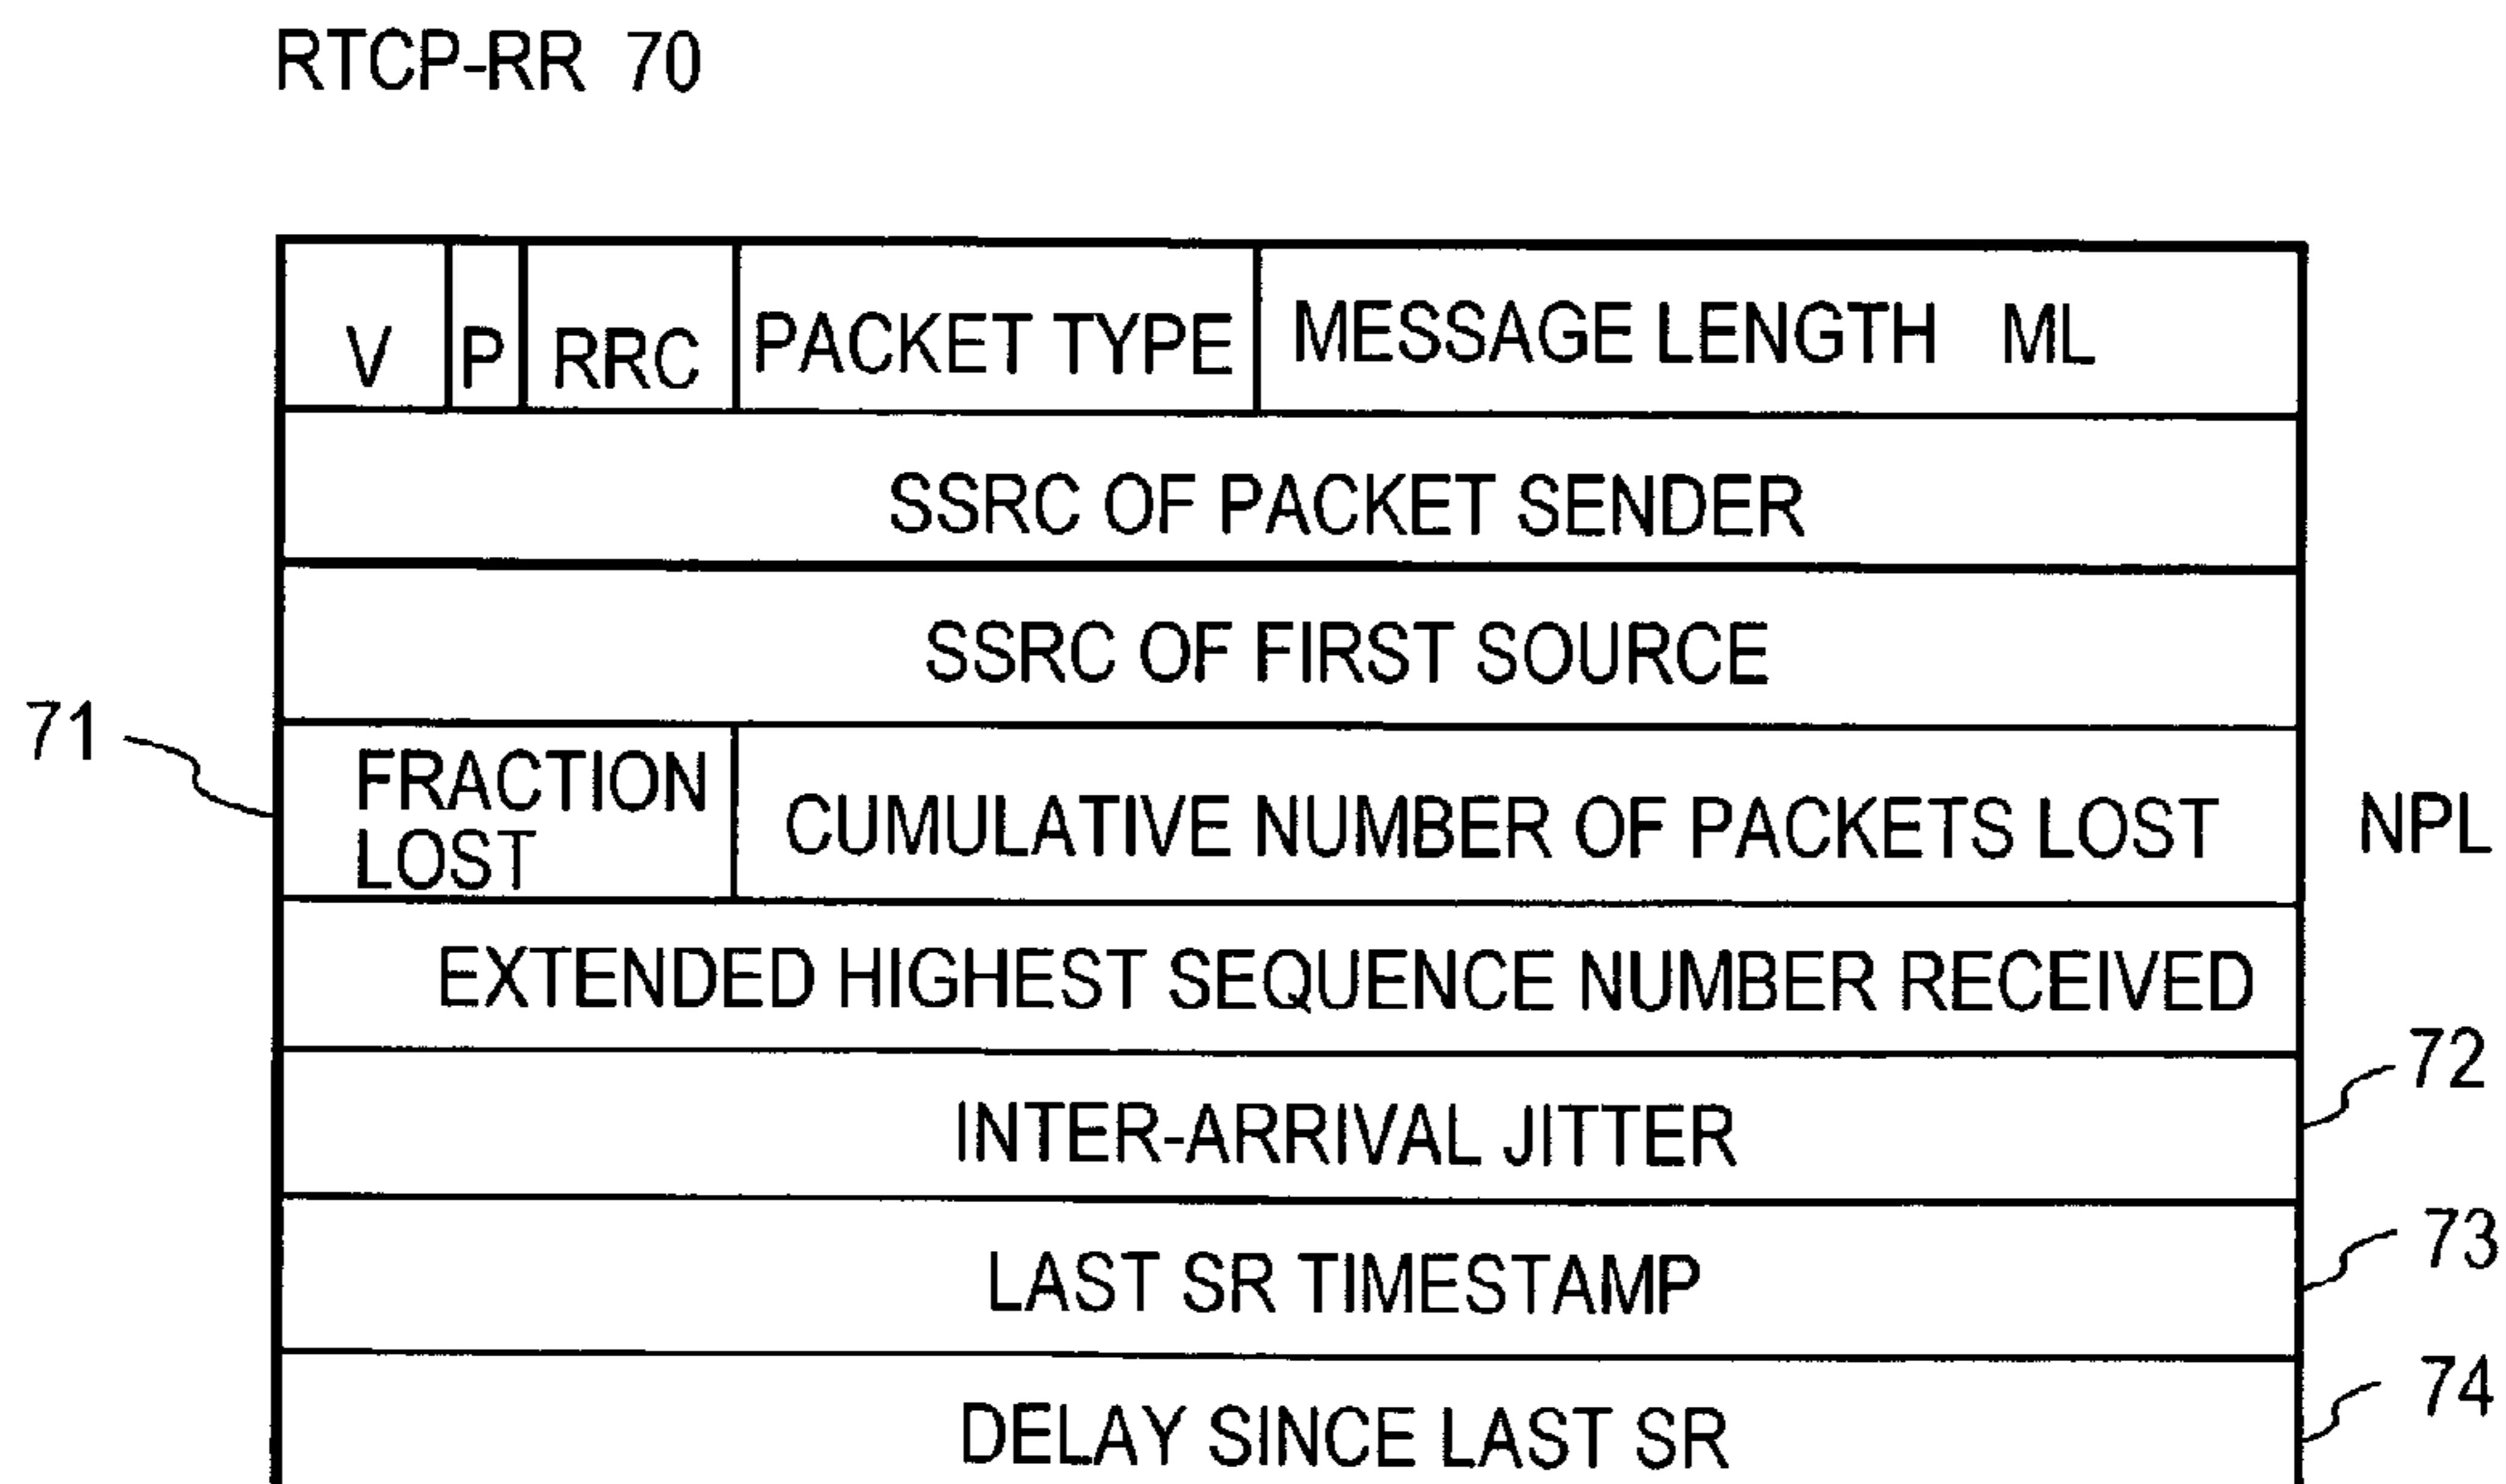 RTCP-RR 70
V P RRC PACKET TYPE MESSAGE LENGTH ML
SSRC OF PACKET SENDER
SSRC OF FIRST SOURCE
71
FRACTION
LOST
CUMULATIVE NUMBER OF PACKETS LOST NPL
EXTENDED HIGHEST SEQUENCE NUMBER RECEIVED
72
INTER-ARRIVAL JITTER
73
LAST SR TIMESTAMP
74
DELAY SINCE LAST SR